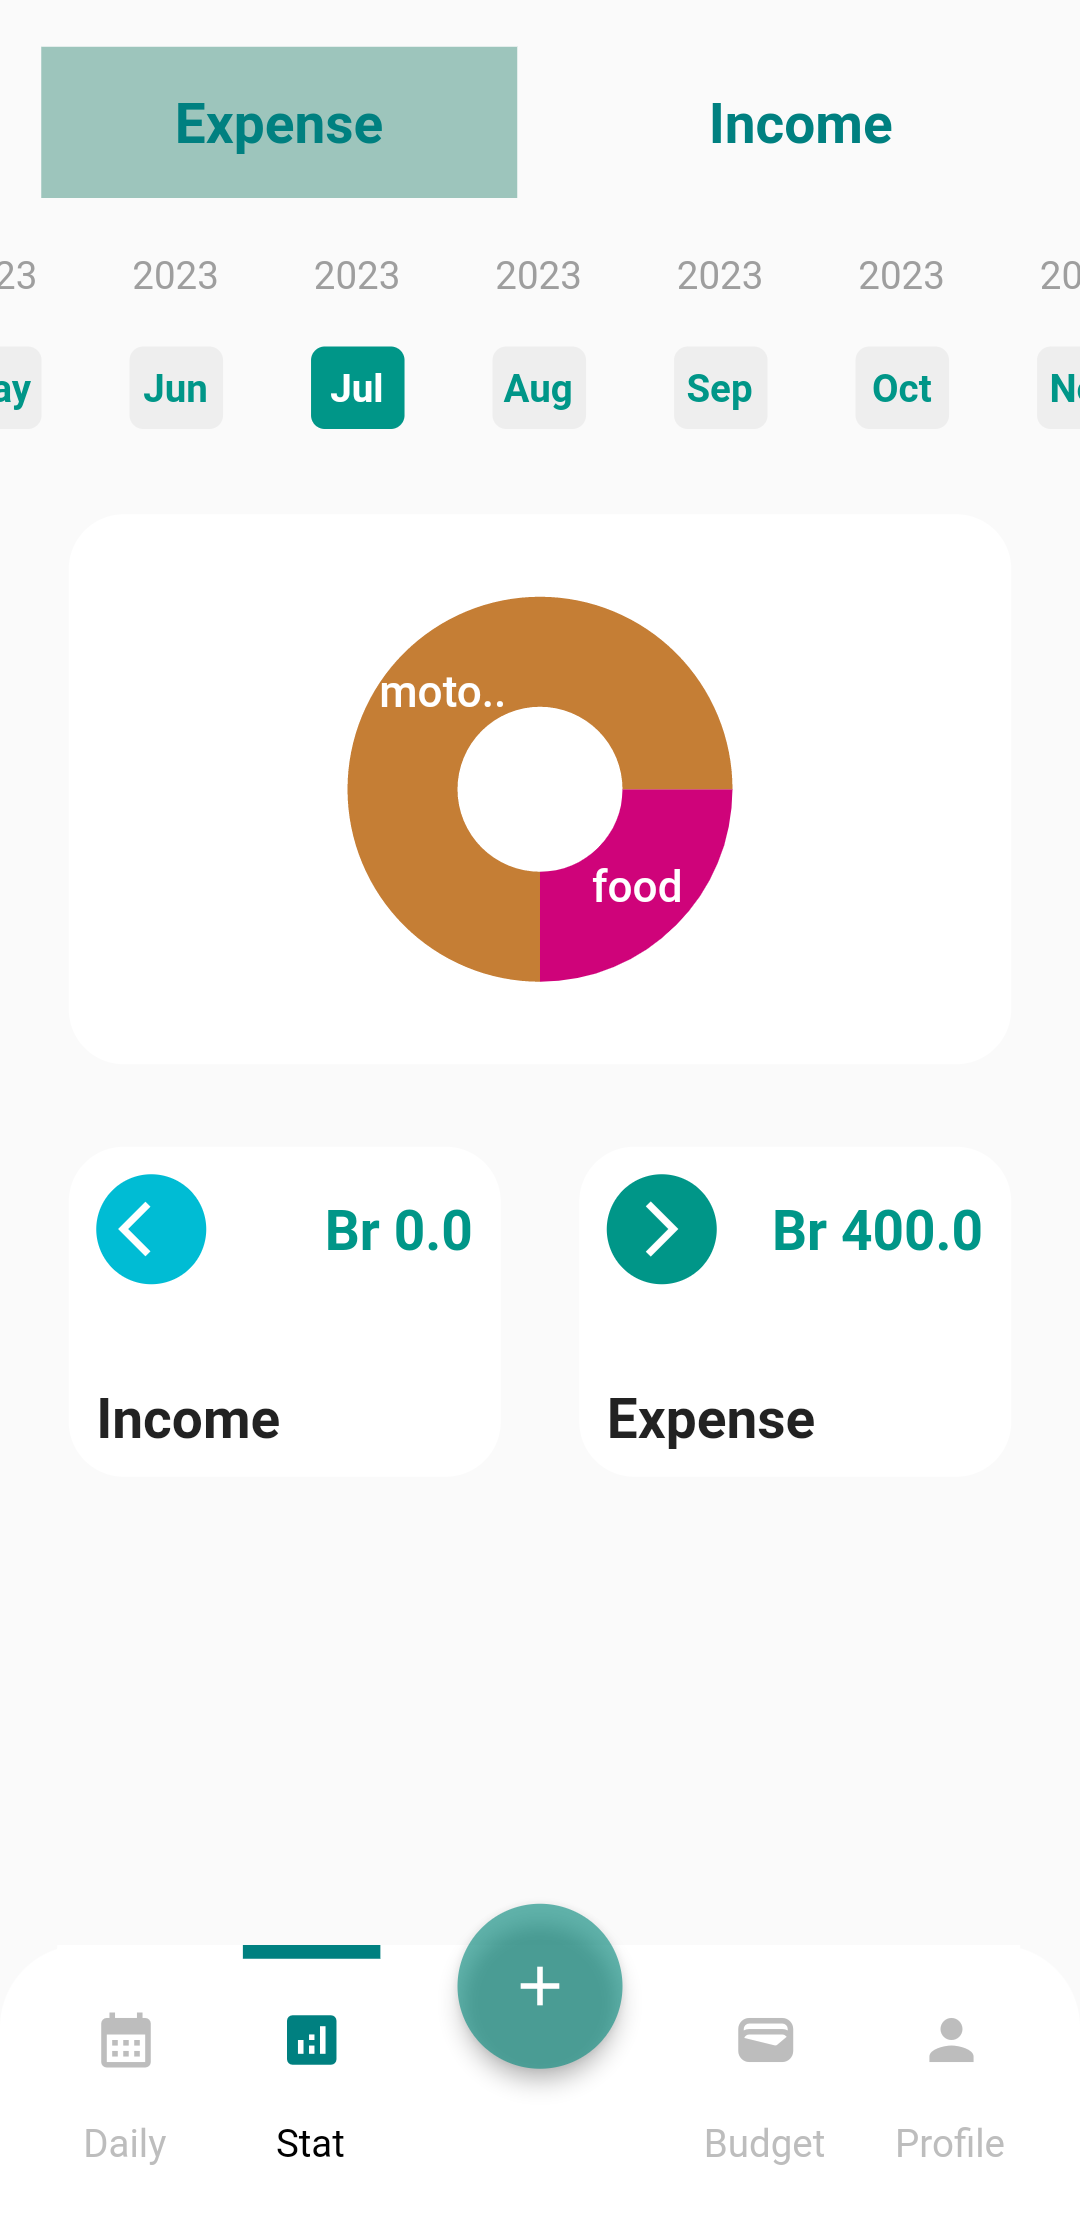 Expense Income
23 2023 2023 2023 2023 2023 20
ay Jun Jul Aug Sep Oct
moto..
food
Br 0.0 Br 400.0
Income Expense
+
Daily Stat Budget Profile